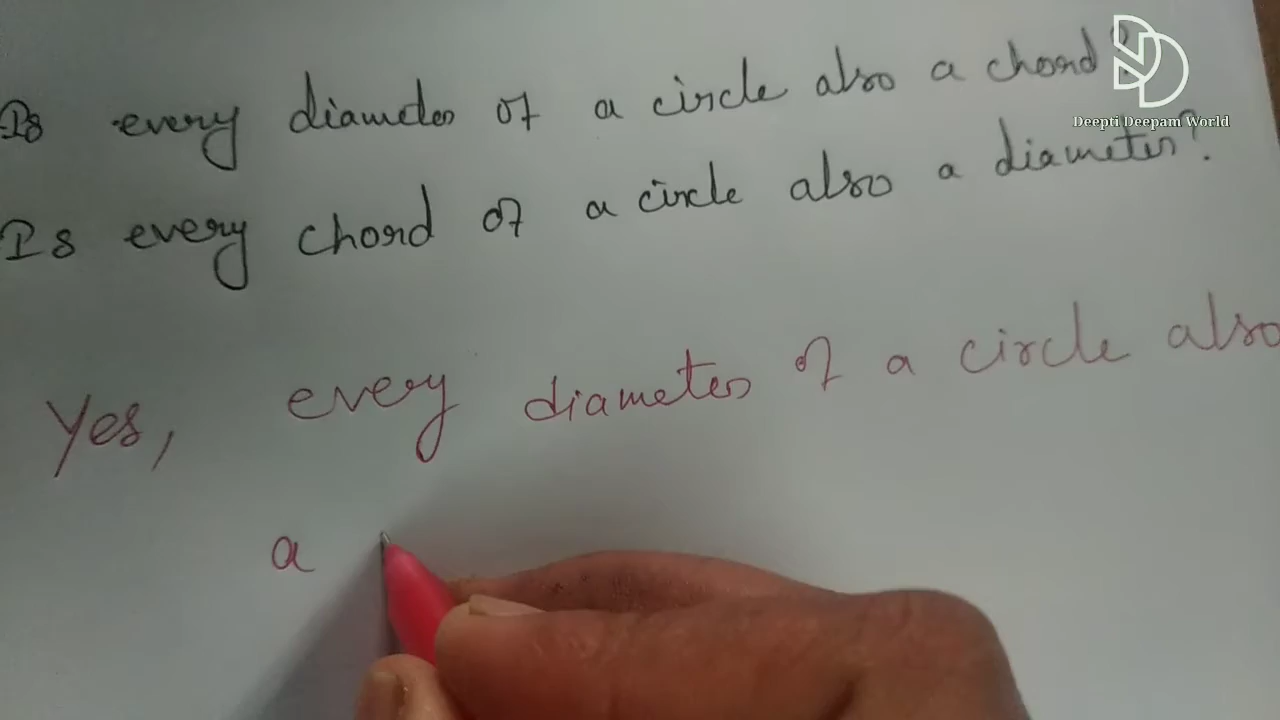 Is every diameter of a circle also a chord?
Is every chord of a circle also a diameter?
Yes, every diameter of a circle also
a
Deepti Deepam World